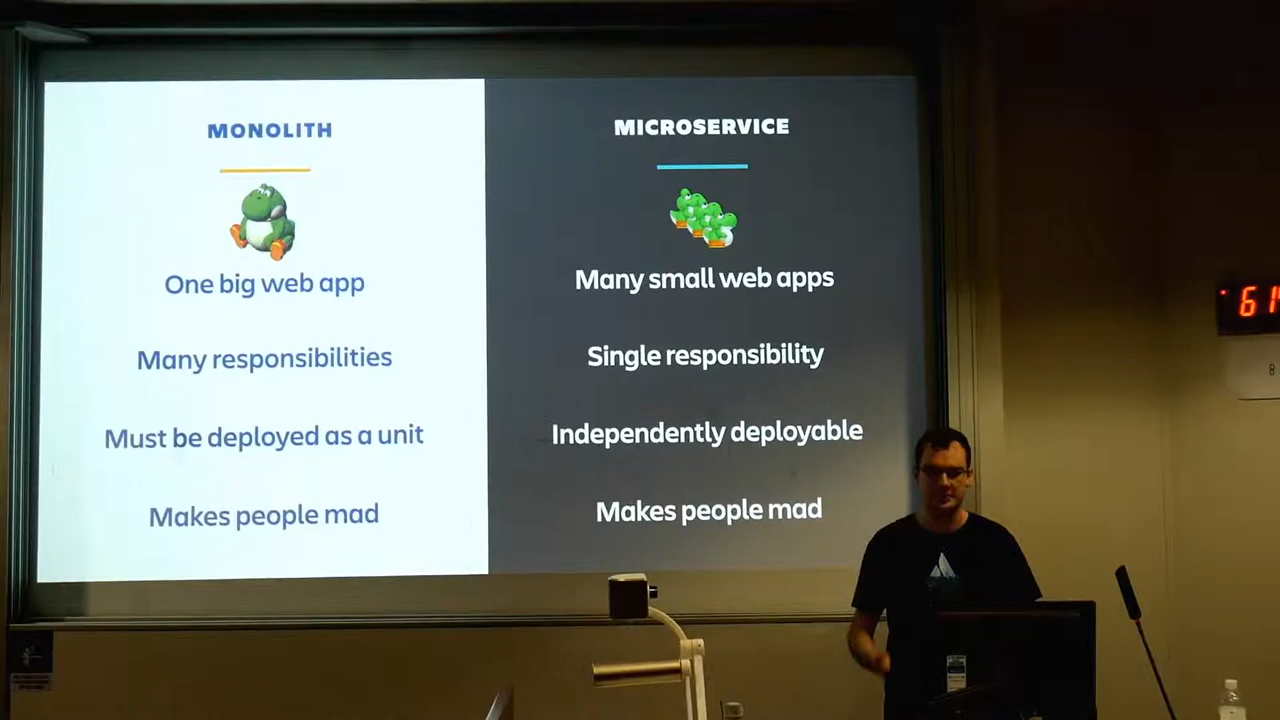 MONOLITH
One big web app
Many responsibilities
Must be deployed as a unit
Makes people mad
MICROSERVICE
Many small web apps
Single responsibility
Independently deployable
Makes people mad